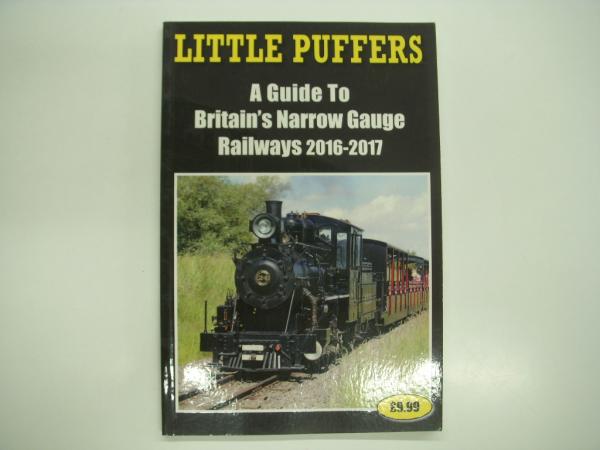 LITTLE PUFFERS
A Guide To
Britain's Narrow Gauge
Railways 2016-2017
£9.99